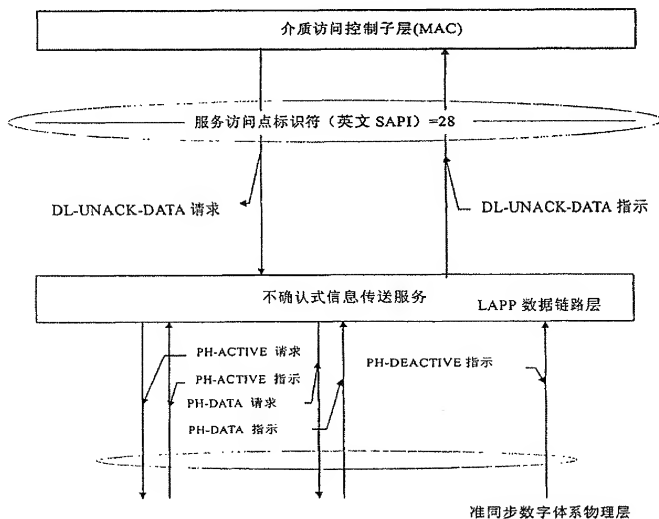 介质访问控制子层(MAC)
服务访问点标识符（英文 SAPI）=28
DL-UNACK-DATA 请求
DL-UNACK-DATA 指示
不确认式信息传送服务
LAPP 数据链路层
PH-ACTIVE 请求
PH-DEACTIVE 指示
PH-ACTIVE 指示
PH-DATA 请求
PH-DATA 指示
准同步数字体系物理层